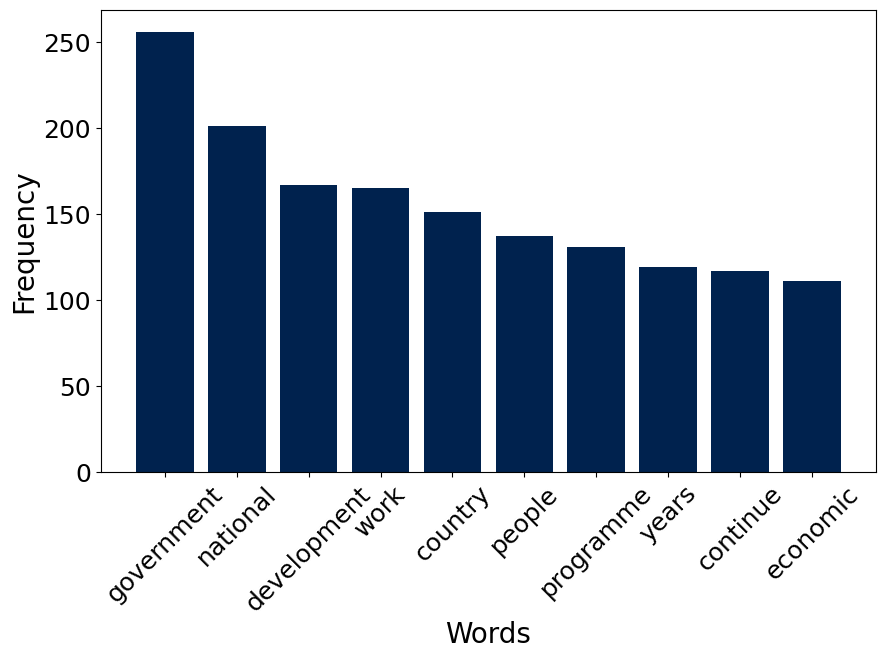 Frequency
250
200
150
100
50
0
government
national
development
work
country
people
programme
years
continue
economic
Words